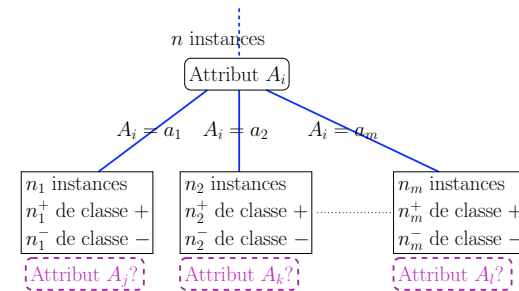 n instances
Attribut A_i
A_i = a_1 A_i = a_2 A_i = a_m
n_1 instances
n_1^+ de classe +
n_1^- de classe −
Attribut A_j?
n_2 instances
n_2^+ de classe +
n_2^- de classe −
Attribut A_k?
n_m instances
n_m^+ de classe +
n_m^- de classe −
Attribut A_l?